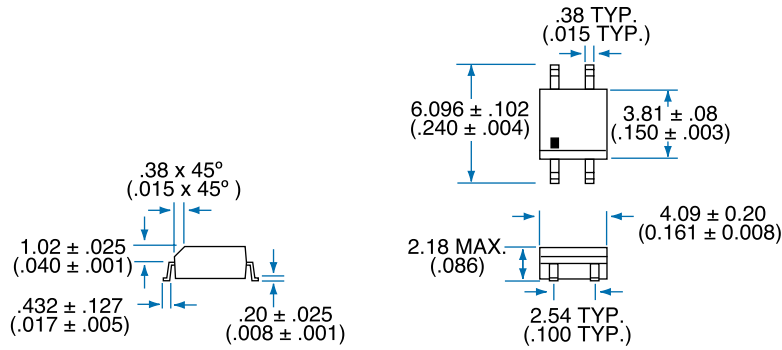 .38 TYP.
(.015 TYP.)
6.096 ± .102
(.240 ± .004)
3.81 ± .08
(.150 ± .003)
.38 x 45º
(.015 x 45º )
4.09 ± 0.20
(0.161 ± 0.008)
1.02 ± .025
(.040 ± .001)
2.18 MAX.
(.086)
.432 ± .127
(.017 ± .005)
.20 ± .025
(.008 ± .001)
2.54 TYP.
(.100 TYP.)